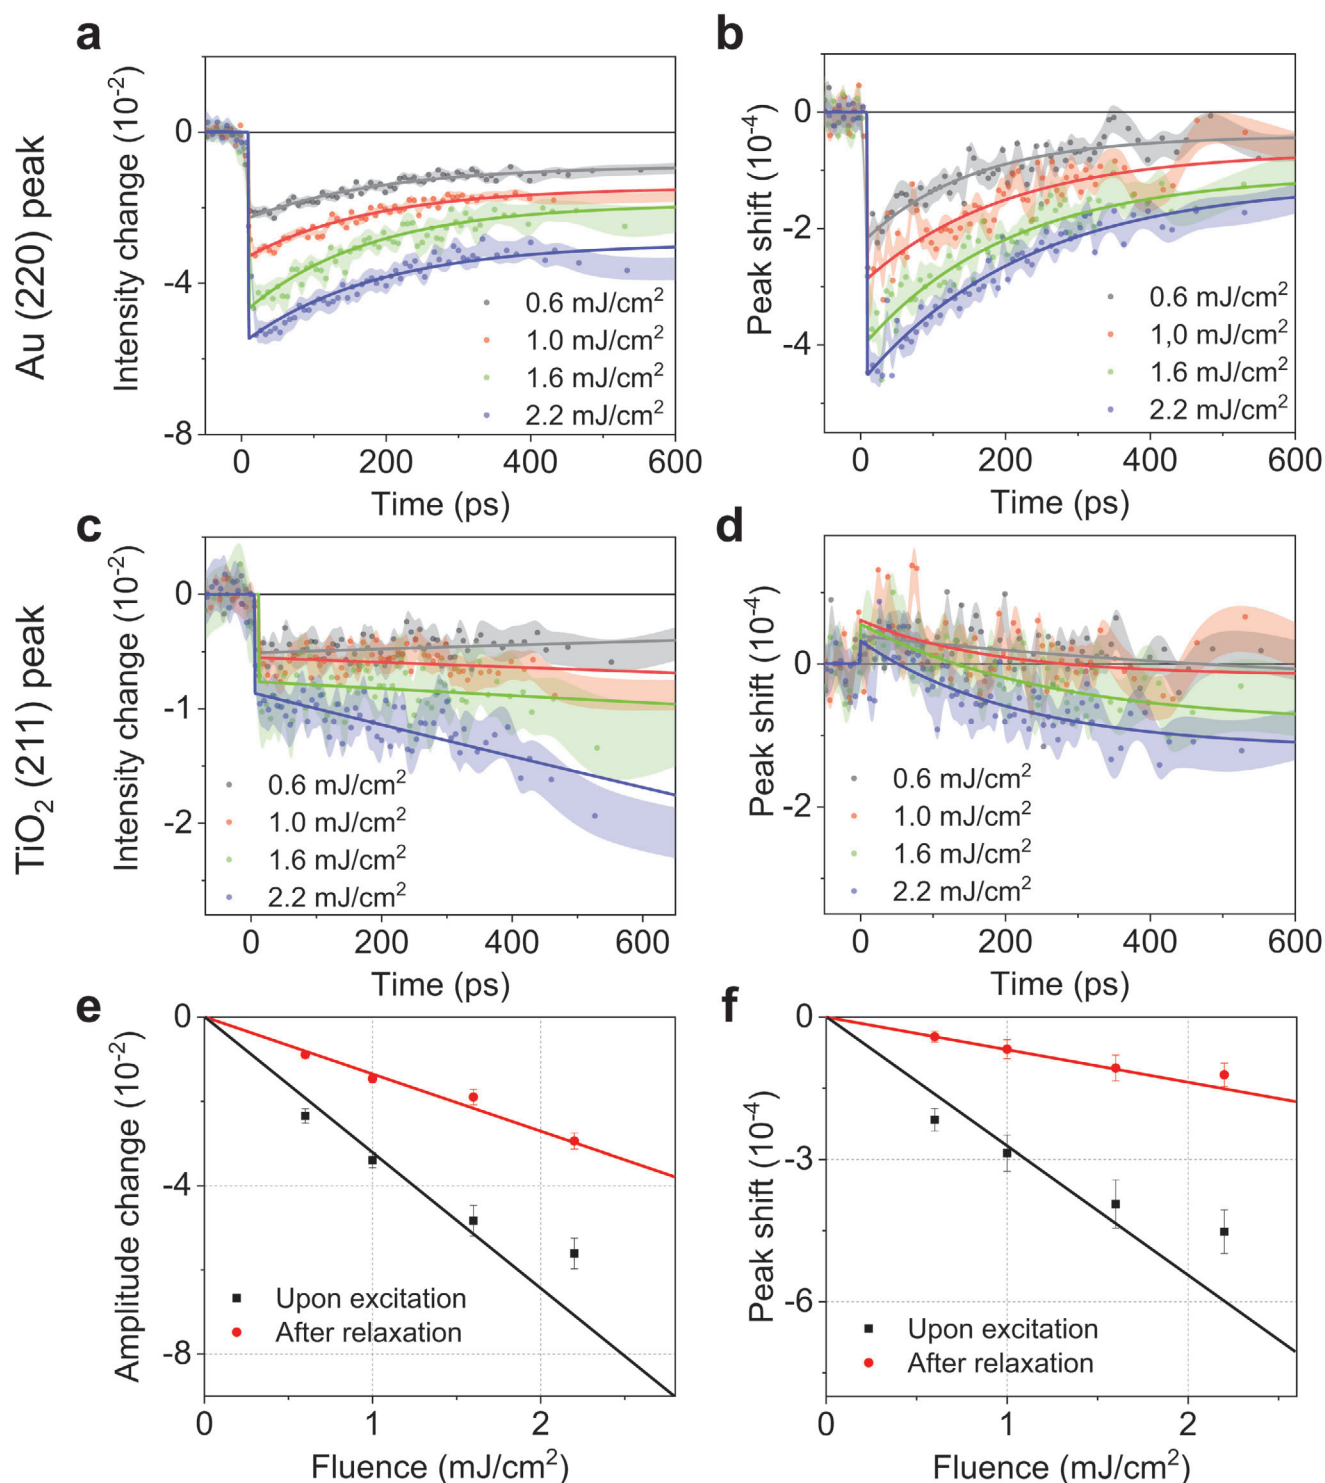 a
Au (220) peak
Intensity change (10⁻²)
0
-4
-8
0.6 mJ/cm²
1.0 mJ/cm²
1.6 mJ/cm²
2.2 mJ/cm²
0 200 400 600
Time (ps)
b
Peak shift (10⁻⁴)
0
-2
-4
0.6 mJ/cm²
1,0 mJ/cm²
1.6 mJ/cm²
2.2 mJ/cm²
0 200 400 600
Time (ps)
c
TiO₂ (211) peak
Intensity change (10⁻²)
0
-1
-2
0.6 mJ/cm²
1.0 mJ/cm²
1.6 mJ/cm²
2.2 mJ/cm²
0 200 400 600
Time (ps)
d
Peak shift (10⁻⁴)
0
-2
0.6 mJ/cm²
1.0 mJ/cm²
1.6 mJ/cm²
2.2 mJ/cm²
0 200 400 600
Time (ps)
e
Amplitude change (10⁻²)
0
-4
-8
Upon excitation
After relaxation
0 1 2
Fluence (mJ/cm²)
f
Peak shift (10⁻⁴)
0
-3
-6
Upon excitation
After relaxation
0 1 2
Fluence (mJ/cm²)